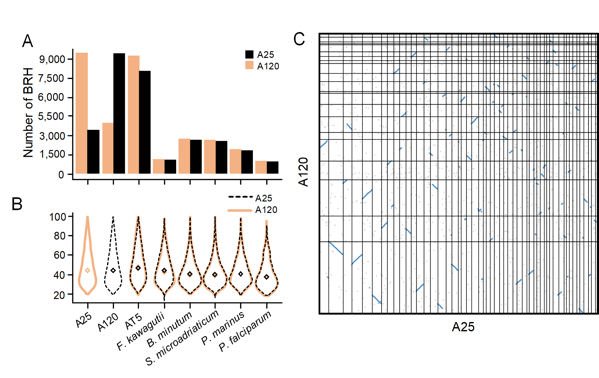 A
Number of BRH
9,000
7,500
6,000
4,500
3,000
1,500
0
A25
A120
B
A25
A120
100
80
60
40
20
A25
A120
AT5
F. kawagutii
B. minutum
S. microadriaticum
P. marinus
P. falciparum
C
A120
A25